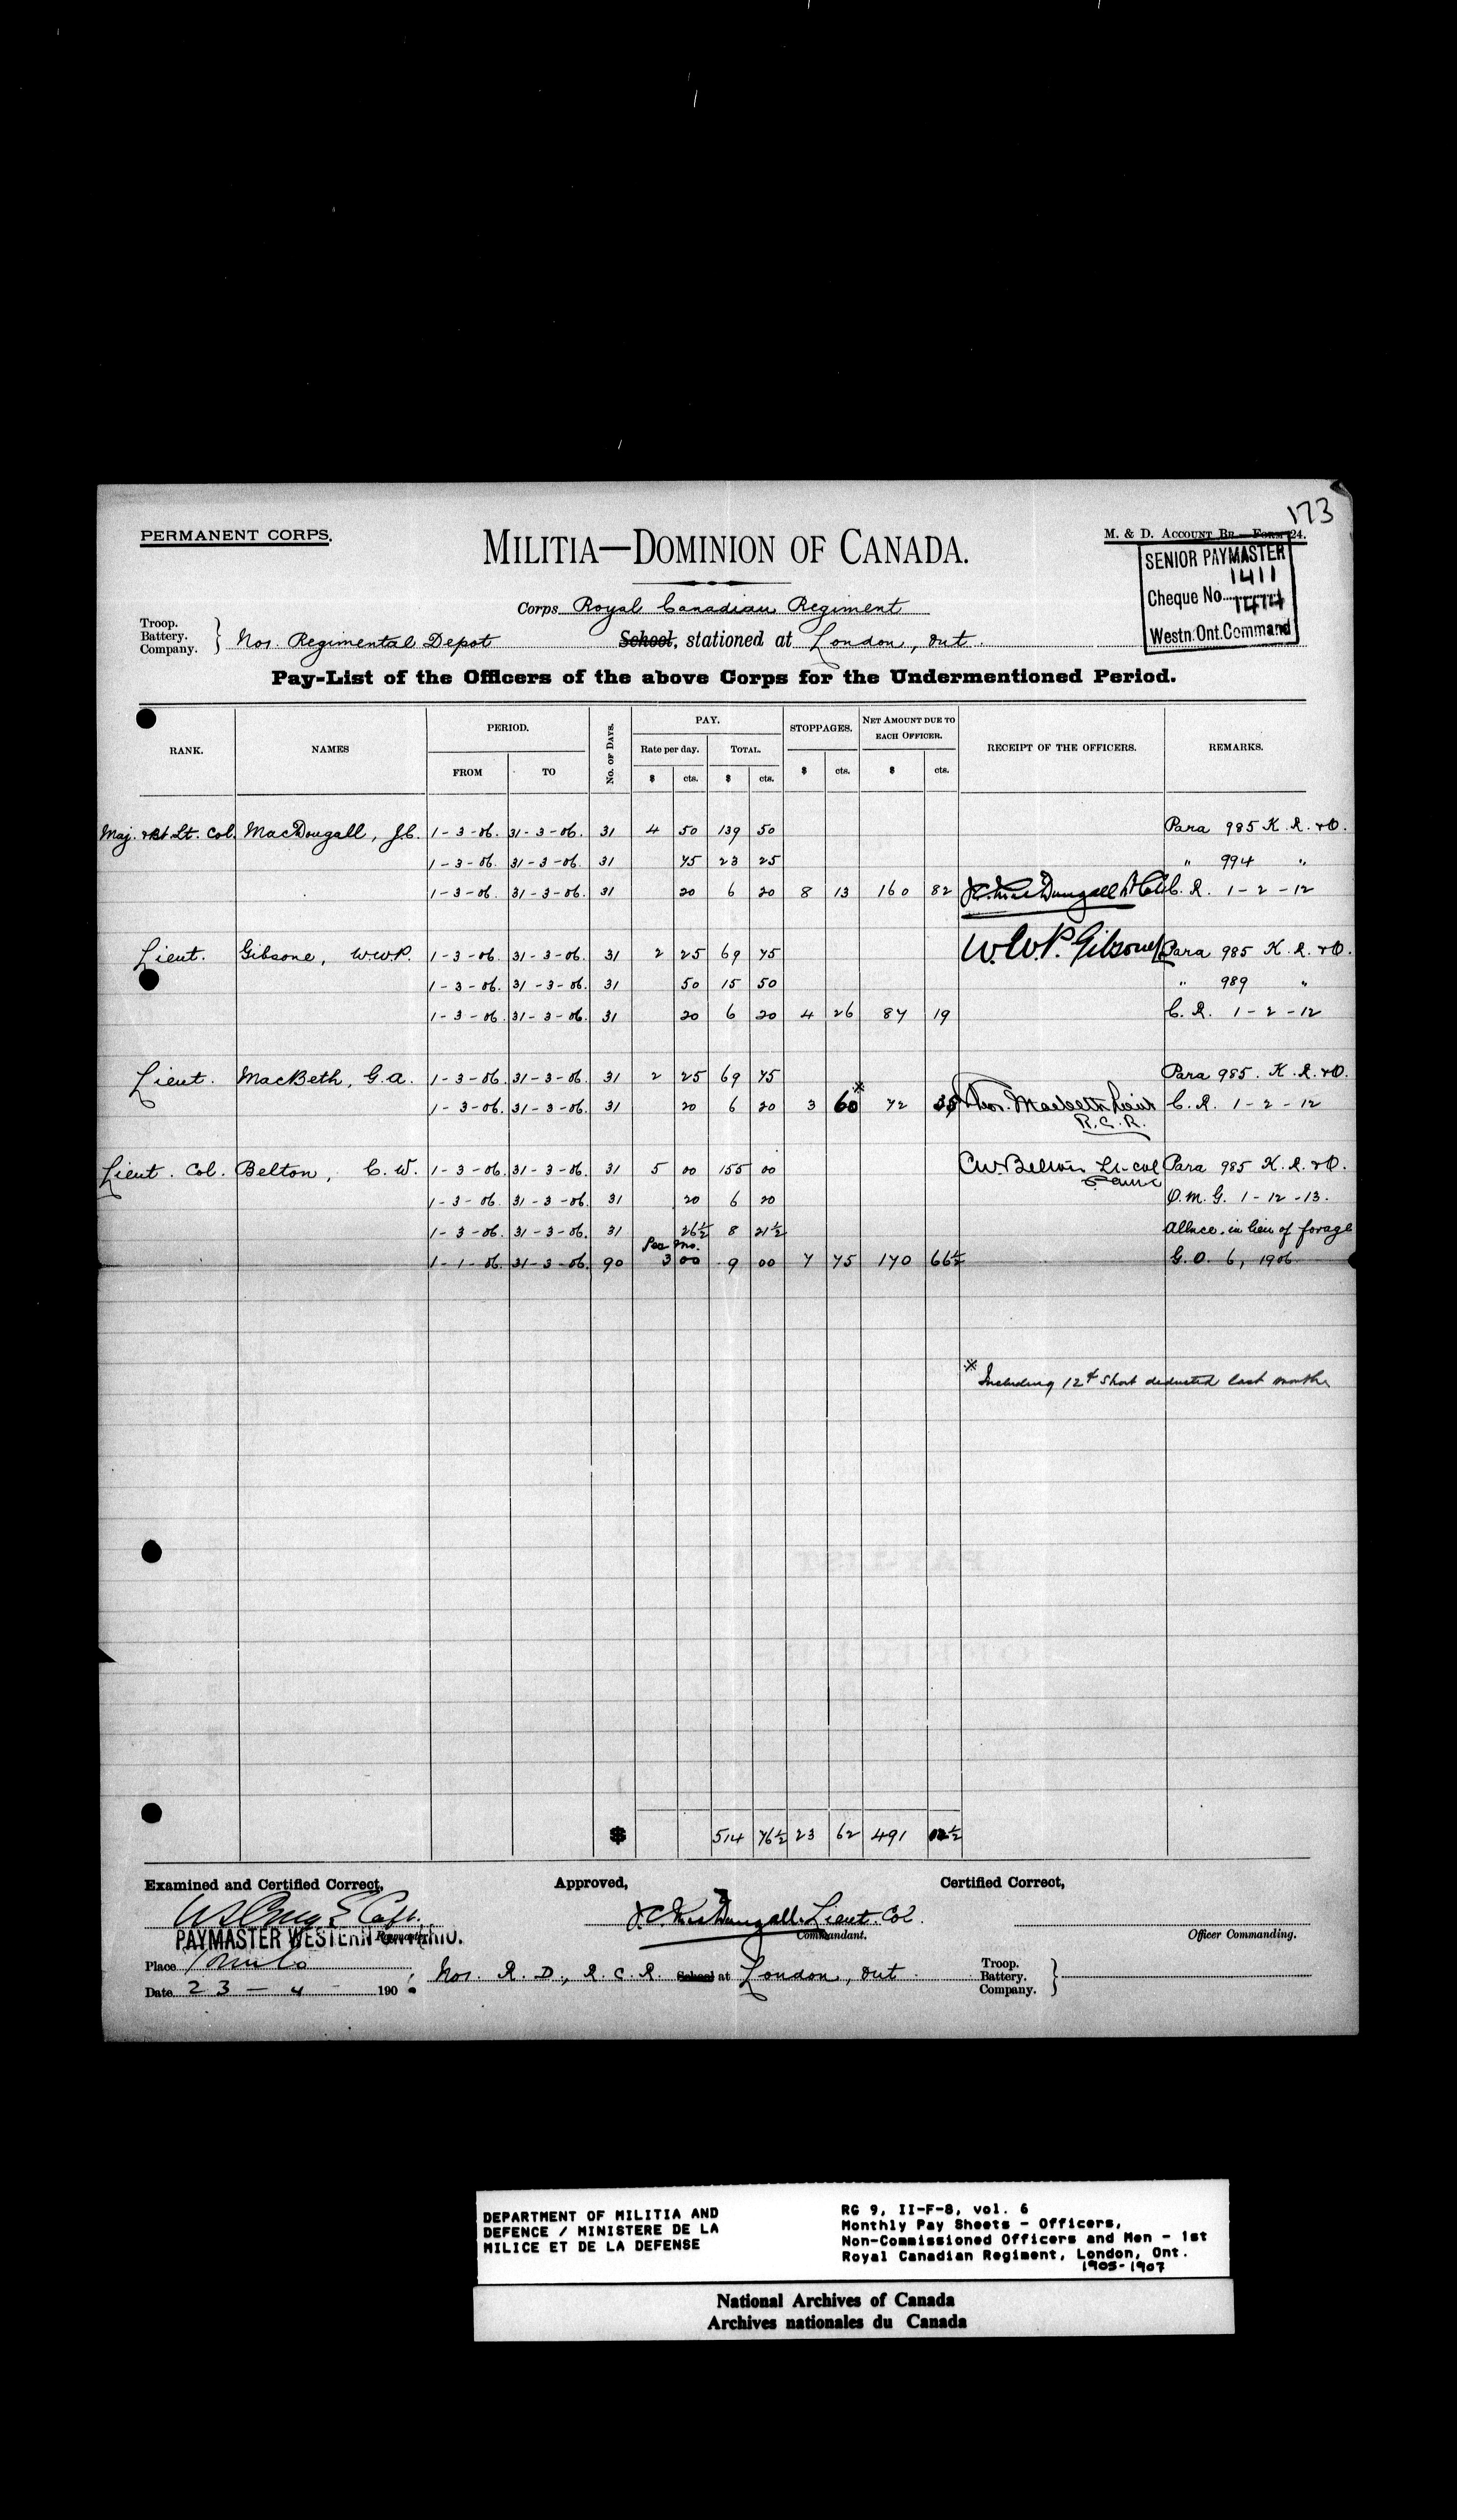 173
PERMANENT CORPS.
MILITIA—DOMINION OF CANADA.
M. & D. ACCOUNT BR.—FORM 24.
SENIOR PAYMASTER
1411
Cheque No.
Westn. Ont. Command
Corps Royal Canadian Regiment
Troop.
Battery.
Company.
Nos. Regimental Depot School, stationed at London, Ont.
Pay-List of the Officers of the above Corps for the Undermentioned Period.
RANK. NAMES PERIOD. No. OF DAYS. PAY. STOPPAGES. NET AMOUNT DUE TO EACH OFFICER. RECEIPT OF THE OFFICERS. REMARKS.
FROM TO Rate per day. TOTAL.
$ cts. $ cts. $ cts. $ cts.
Maj. & Bt Lt. Col. MacDougall, J.C. 1-3-06. 31-3-06. 31 4 50 139 50 Para 985 K.R.&O.
1-3-06. 31-3-06. 31 75 23 25 " 994 "
1-3-06. 31-3-06. 31 20 6 20 8 13 160 82 J.C. MacDougall Lt Col C.R. 1-2-12
Lieut. Gibsone, W.W.P. 1-3-06. 31-3-06. 31 2 25 69 75 W.W.P. Gibsone Para 985 K.R.&O.
1-3-06. 31-3-06. 31 50 15 50 " 989 "
1-3-06. 31-3-06. 31 20 6 20 4 26 87 19 C.R. 1-2-12
Lieut. MacBeth, G.A. 1-3-06. 31-3-06. 31 2 25 69 75 Para 985. K.R.&O.
1-3-06. 31-3-06. 31 20 6 20 3 60* 72 35 Macbeth Lieut C.R. 1-2-12
R.C.R.
Lieut. Col. Belton, C.W. 1-3-06. 31-3-06. 31 5 00 155 00 C.W. Belton Lt-Col Para 985 K.R.&O.
1-3-06. 31-3-06. 31 20 6 20 Q.M.G. 1-12-13.
1-3-06. 31-3-06. 31 26½ 8 21½ Allnce. in lieu of forage
Per mo.
1-1-06. 31-3-06. 90 3 00 9 00 7 75 170 66½ G.O. 6, 1906
* Including 12¢ short deducted last month
$ 514 76½ 23 62 491 02½
Examined and Certified Correct, Approved, Certified Correct,
Capt. J.C. MacDougall. Lieut. Col.
PAYMASTER WESTERN ONTARIO. Commandant. Officer Commanding.
Place
Date 23-4- 1906
Nos. R.D., R.C.R. School at London, Ont.
Troop.
Battery.
Company.
DEPARTMENT OF MILITIA AND
DEFENCE / MINISTERE DE LA
MILICE ET DE LA DEFENSE
RG 9, II-F-8, vol. 6
Monthly Pay Sheets - Officers,
Non-Commissioned Officers and Men - 1st
Royal Canadian Regiment, London, Ont.
1905-1907
National Archives of Canada
Archives nationales du Canada